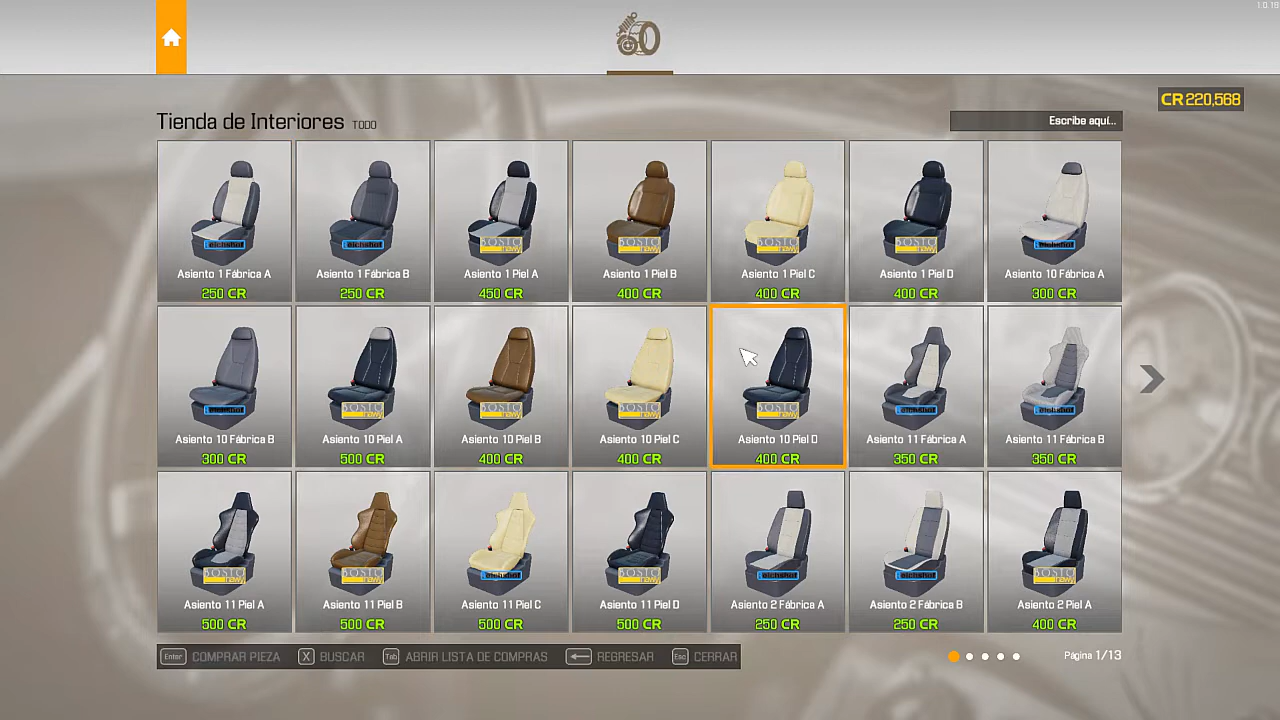 1.0.19
CR 220,568
Tienda de Interiores TODO
Escribe aquí...
Asiento 1 Fábrica A
250 CR
Asiento 1 Fábrica B
250 CR
Asiento 1 Piel A
450 CR
Asiento 1 Piel B
400 CR
Asiento 1 Piel C
400 CR
Asiento 1 Piel D
400 CR
Asiento 10 Fábrica A
300 CR
Asiento 10 Fábrica B
300 CR
Asiento 10 Piel A
500 CR
Asiento 10 Piel B
400 CR
Asiento 10 Piel C
400 CR
Asiento 10 Piel D
400 CR
Asiento 11 Fábrica A
350 CR
Asiento 11 Fábrica B
350 CR
Asiento 11 Piel A
500 CR
Asiento 11 Piel B
500 CR
Asiento 11 Piel C
500 CR
Asiento 11 Piel D
500 CR
Asiento 2 Fábrica A
250 CR
Asiento 2 Fábrica B
250 CR
Asiento 2 Piel A
400 CR
Enter COMPRAR PIEZA X BUSCAR Tab ABRIR LISTA DE COMPRAS REGRESAR Esc CERRAR
Página 1/13